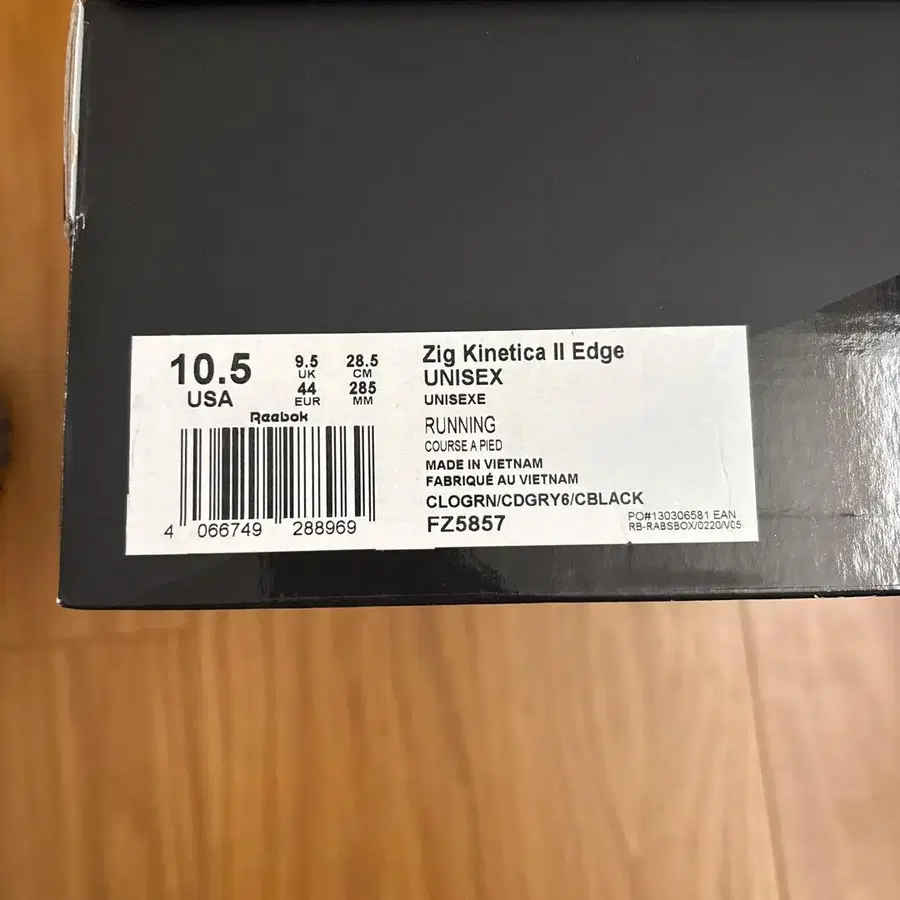 10.5
USA
9.5
UK
44
EUR
28.5
CM
285
MM
Reebok
4 066749 288969
Zig Kinetica II Edge
UNISEX
UNISEXE
RUNNING
COURSE A PIED
MADE IN VIETNAM
FABRIQUÉ AU VIETNAM
CLOGRN/CDGRY6/CBLACK
FZ5857
PO#130306581 EAN
RB-RABSBOX/0220/V05